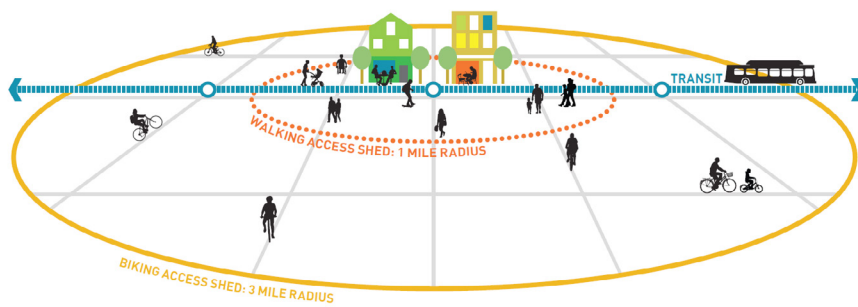 TRANSIT
WALKING ACCESS SHED: 1 MILE RADIUS
BIKING ACCESS SHED: 3 MILE RADIUS